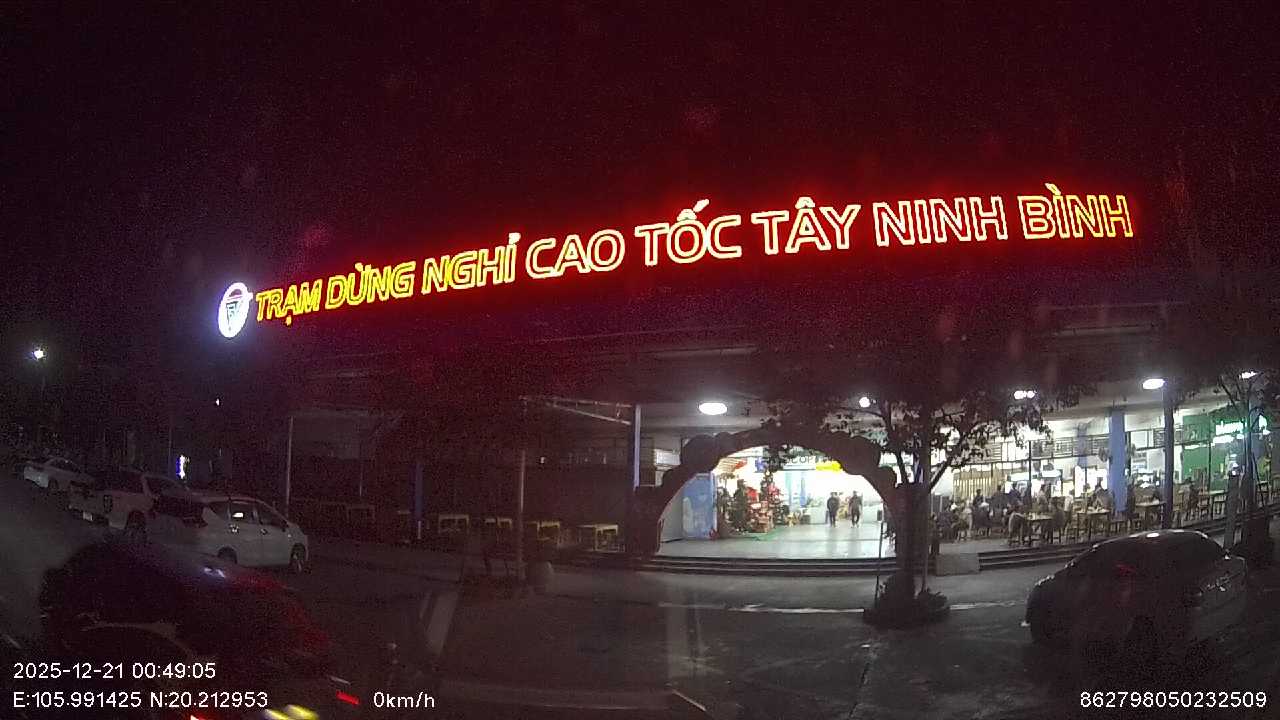 TRẠM DỪNG NGHỈ CAO TỐC TÂY NINH BÌNH
2025-12-21 00:49:05
E:105.991425 N:20.212953 0km/h
862798050232509